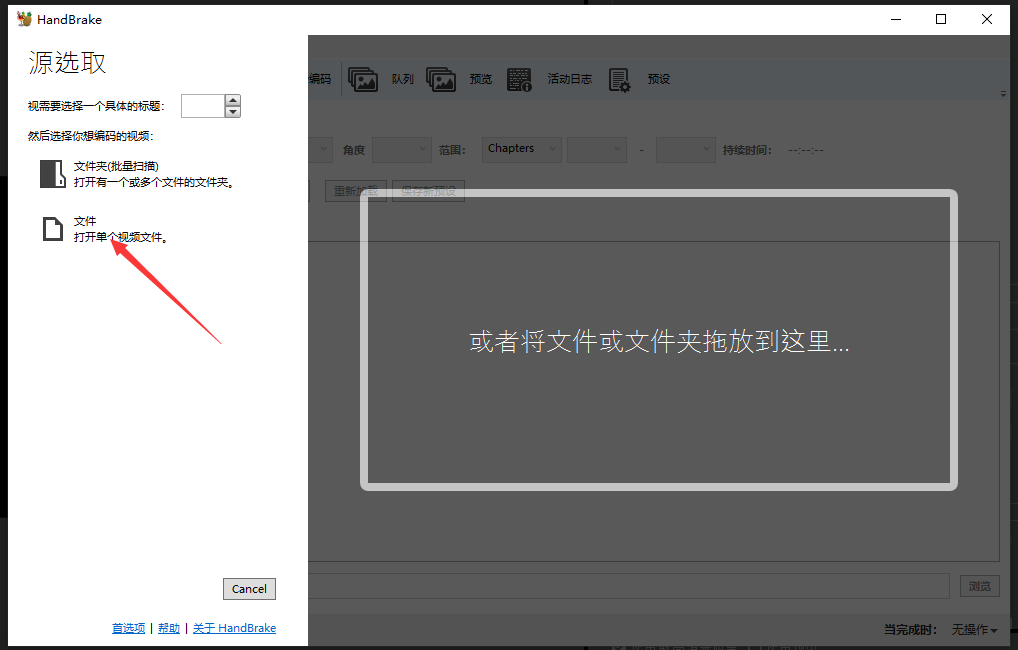 HandBrake
源选取
编码
队列
预览
活动日志
预设
视需要选择一个具体的标题:
然后选择你想编码的视频:
角度
范围:
Chapters
-
持续时间:
--:--:--
文件夹(批量扫描)
打开有一个或多个文件的文件夹。
重新加载
保存新预设
文件
打开单个视频文件。
或者将文件或文件夹拖放到这里...
Cancel
浏览
首选项 | 帮助 | 关于 HandBrake
当完成时:
无操作